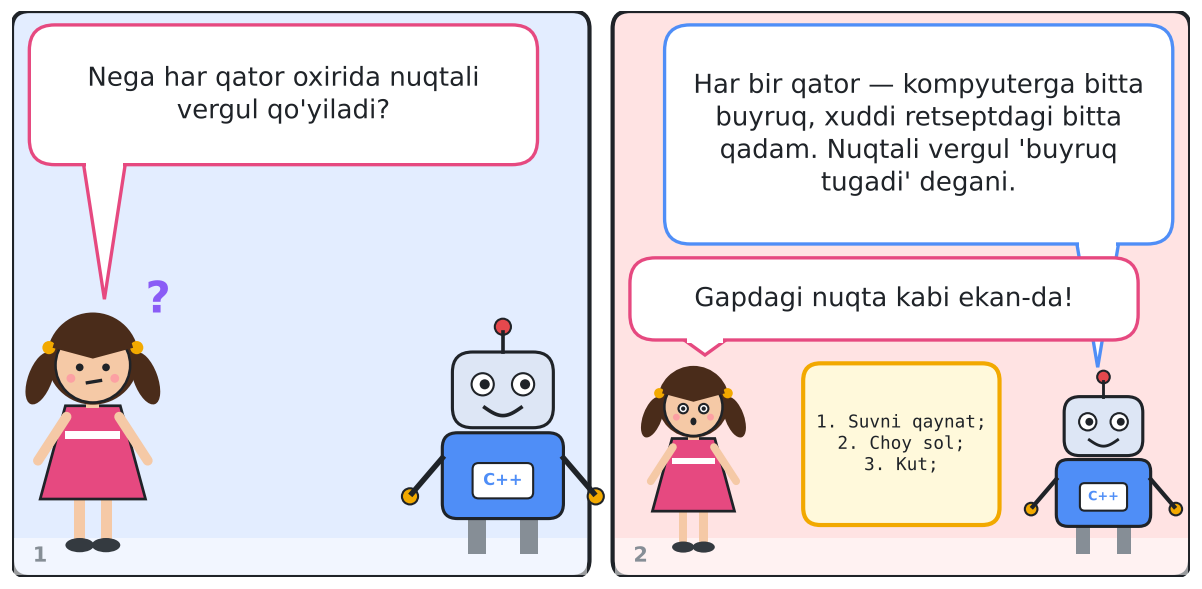 Nega har qator oxirida nuqtali
vergul qo'yiladi?
?
C++
1
Har bir qator — kompyuterga bitta
buyruq, xuddi retseptdagi bitta
qadam. Nuqtali vergul 'buyruq
tugadi' degani.
Gapdagi nuqta kabi ekan-da!
1. Suvni qaynat;
2. Choy sol;
3. Kut;
C++
2